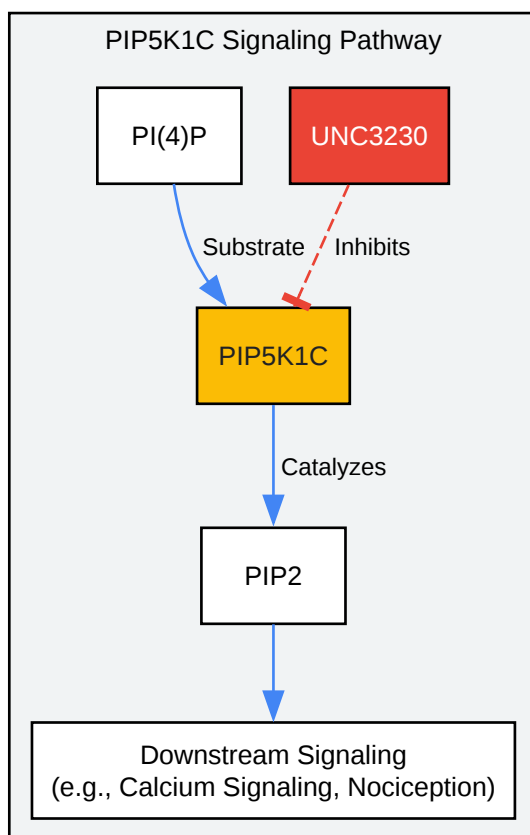 PIP5K1C Signaling Pathway
PI(4)P
UNC3230
Substrate
Inhibits
PIP5K1C
Catalyzes
PIP2
Downstream Signaling
(e.g., Calcium Signaling, Nociception)